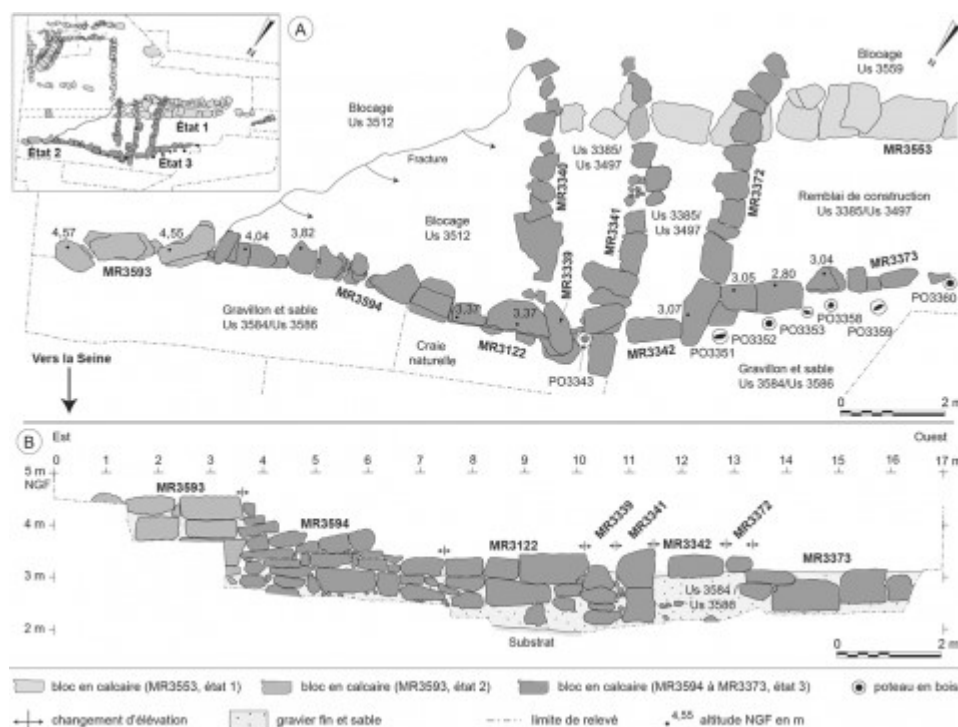 A
N
État 1
État 2
État 3
N
Blocage
Us 3559
Blocage
Us 3512
Fracture
Us 3385/
Us 3497
MR3553
MR3340
MR3341
MR3372
Us 3385/
Us 3497
Remblai de construction
Us 3385/Us 3497
Blocage
Us 3512
4,57
4,55
4,04
3,82
MR3593
MR3594
MR3339
3,05
2,80
3,04
MR3373
PO3360
Gravillon et sable
Us 3584/Us 3586
3,37
3,37
3,07
PO3358
PO3353
PO3359
MR3122
MR3342
PO3352
PO3351
Craie
naturelle
PO3343
Gravillon et sable
Us 3584/Us 3586
Vers la Seine
0 2 m
B
Est
Ouest
0 1 2 3 4 5 6 7 8 9 10 11 12 13 14 15 16 17 m
5 m
NGF
4 m
3 m
2 m
MR3593
MR3594
MR3122
MR3339
MR3341
MR3342
MR3372
MR3373
Us 3584 /
Us 3586
Substrat
0 2 m
bloc en calcaire (MR3553, état 1)
bloc en calcaire (MR3593, état 2)
bloc en calcaire (MR3594 à MR3373, état 3)
poteau en bois
changement d'élévation
gravier fin et sable
limite de relevé
4,55 altitude NGF en m